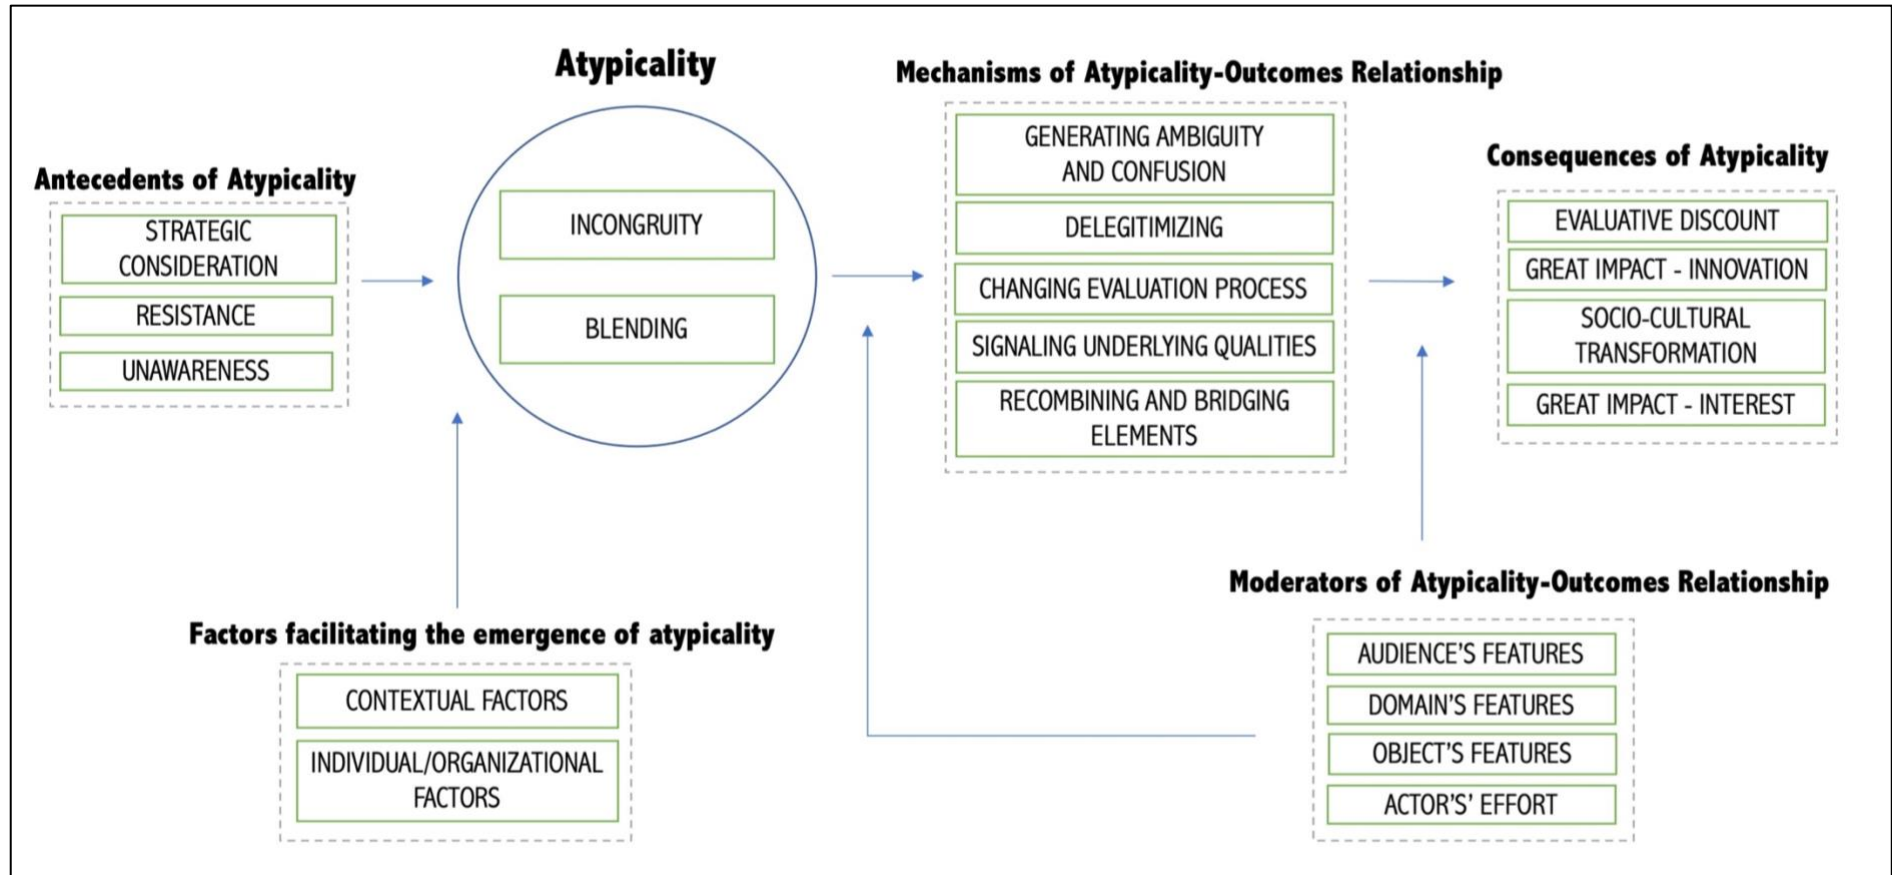 Antecedents of Atypicality
STRATEGIC
CONSIDERATION
RESISTANCE
UNAWARENESS
Atypicality
INCONGRUITY
BLENDING
Mechanisms of Atypicality-Outcomes Relationship
GENERATING AMBIGUITY
AND CONFUSION
DELEGITIMIZING
CHANGING EVALUATION PROCESS
SIGNALING UNDERLYING QUALITIES
RECOMBINING AND BRIDGING
ELEMENTS
Consequences of Atypicality
EVALUATIVE DISCOUNT
GREAT IMPACT - INNOVATION
SOCIO-CULTURAL
TRANSFORMATION
GREAT IMPACT - INTEREST
Factors facilitating the emergence of atypicality
CONTEXTUAL FACTORS
INDIVIDUAL/ORGANIZATIONAL
FACTORS
Moderators of Atypicality-Outcomes Relationship
AUDIENCE'S FEATURES
DOMAIN'S FEATURES
OBJECT'S FEATURES
ACTOR'S' EFFORT